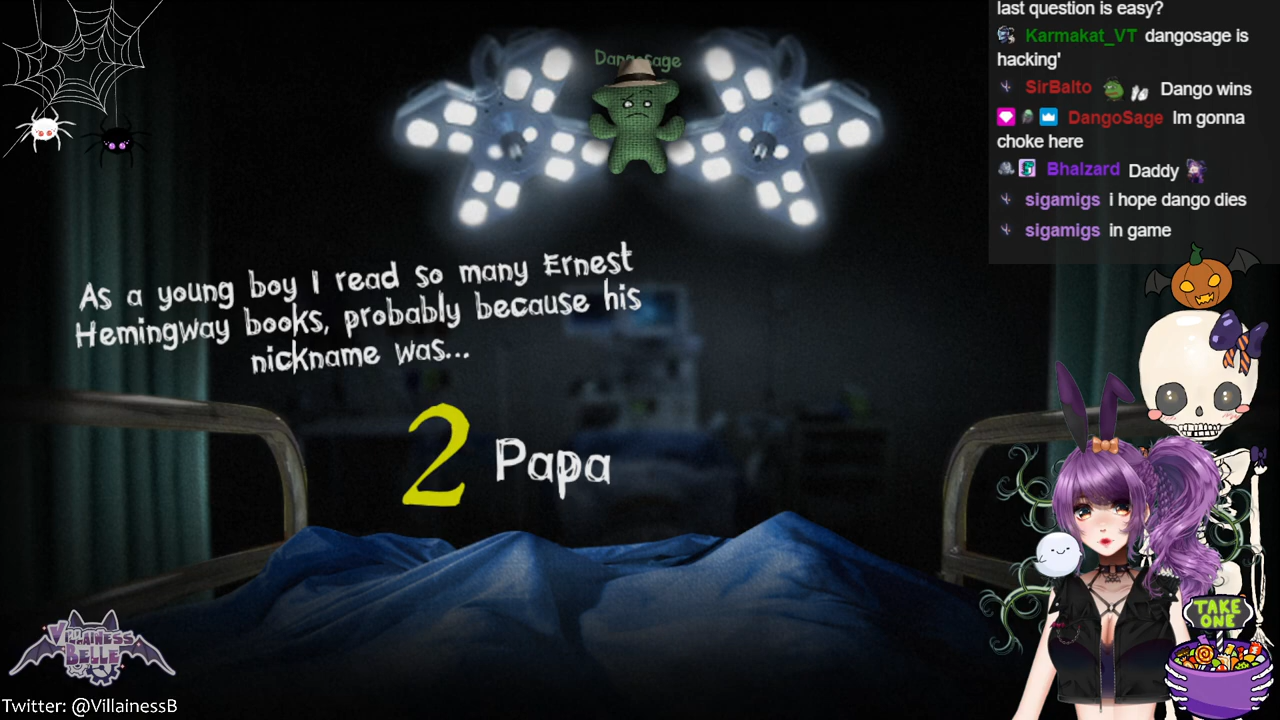 last question is easy?
Karmakat_VT dangosage is
hacking'
SirBalto Dango wins
DangoSage Im gonna
choke here
Bhalzard Daddy
sigamigs i hope dango dies
sigamigs in game
DangoSage
As a young boy I read so many Ernest
Hemingway books, probably because his
nickname was...
2 Papa
TAKE
ONE
VILLAINESS
BELLE
Twitter: @VillainessB